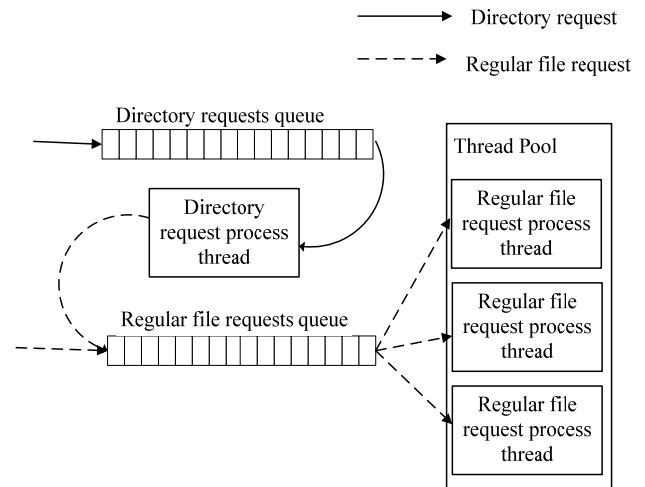 Directory request
Regular file request
Directory requests queue
Thread Pool
Directory
request process
thread
Regular file requests queue
Regular file
request process
thread
Regular file
request process
thread
Regular file
request process
thread